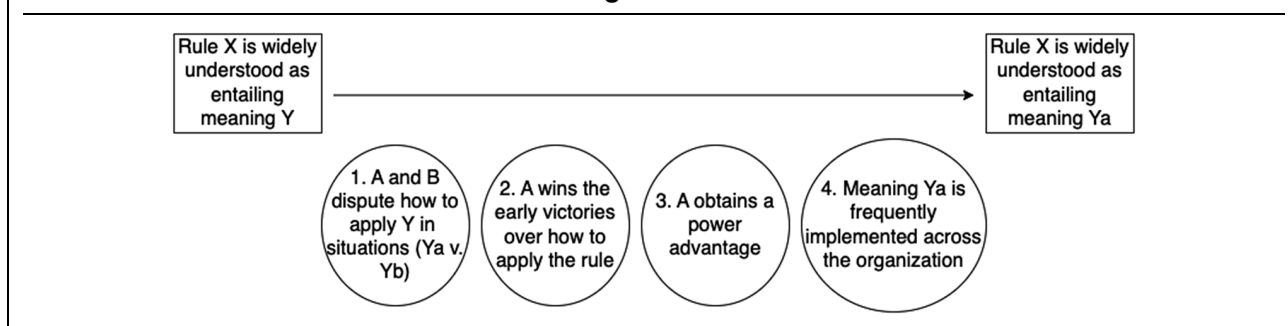 Rule X is widely
understood as
entailing
meaning Y
Rule X is widely
understood as
entailing
meaning Ya
1. A and B
dispute how to
apply Y in
situations (Ya v.
Yb)
2. A wins the
early victories
over how to
apply the rule
3. A obtains a
power
advantage
4. Meaning Ya is
frequently
implemented across
the organization